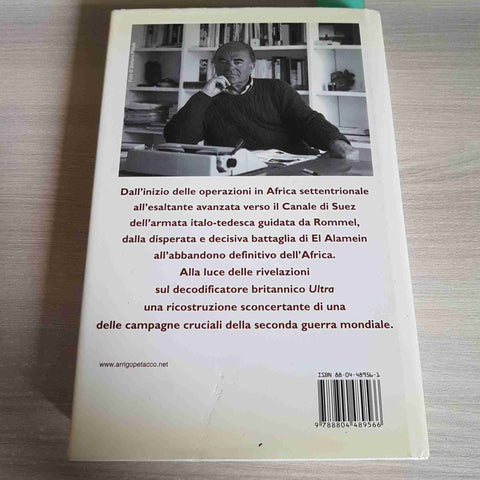 Dall'inizio delle operazioni in Africa settentrionale
all'esaltante avanzata verso il Canale di Suez
dell'armata italo-tedesca guidata da Rommel,
dalla disperata e decisiva battaglia di El Alamein
all'abbandono definitivo dell'Africa.
Alla luce delle rivelazioni
sul decodificatore britannico Ultra
una ricostruzione sconcertante di una
delle campagne cruciali della seconda guerra mondiale.
www.arrigopetacco.net
ISBN 88-04-48956-1
9 788804 489566